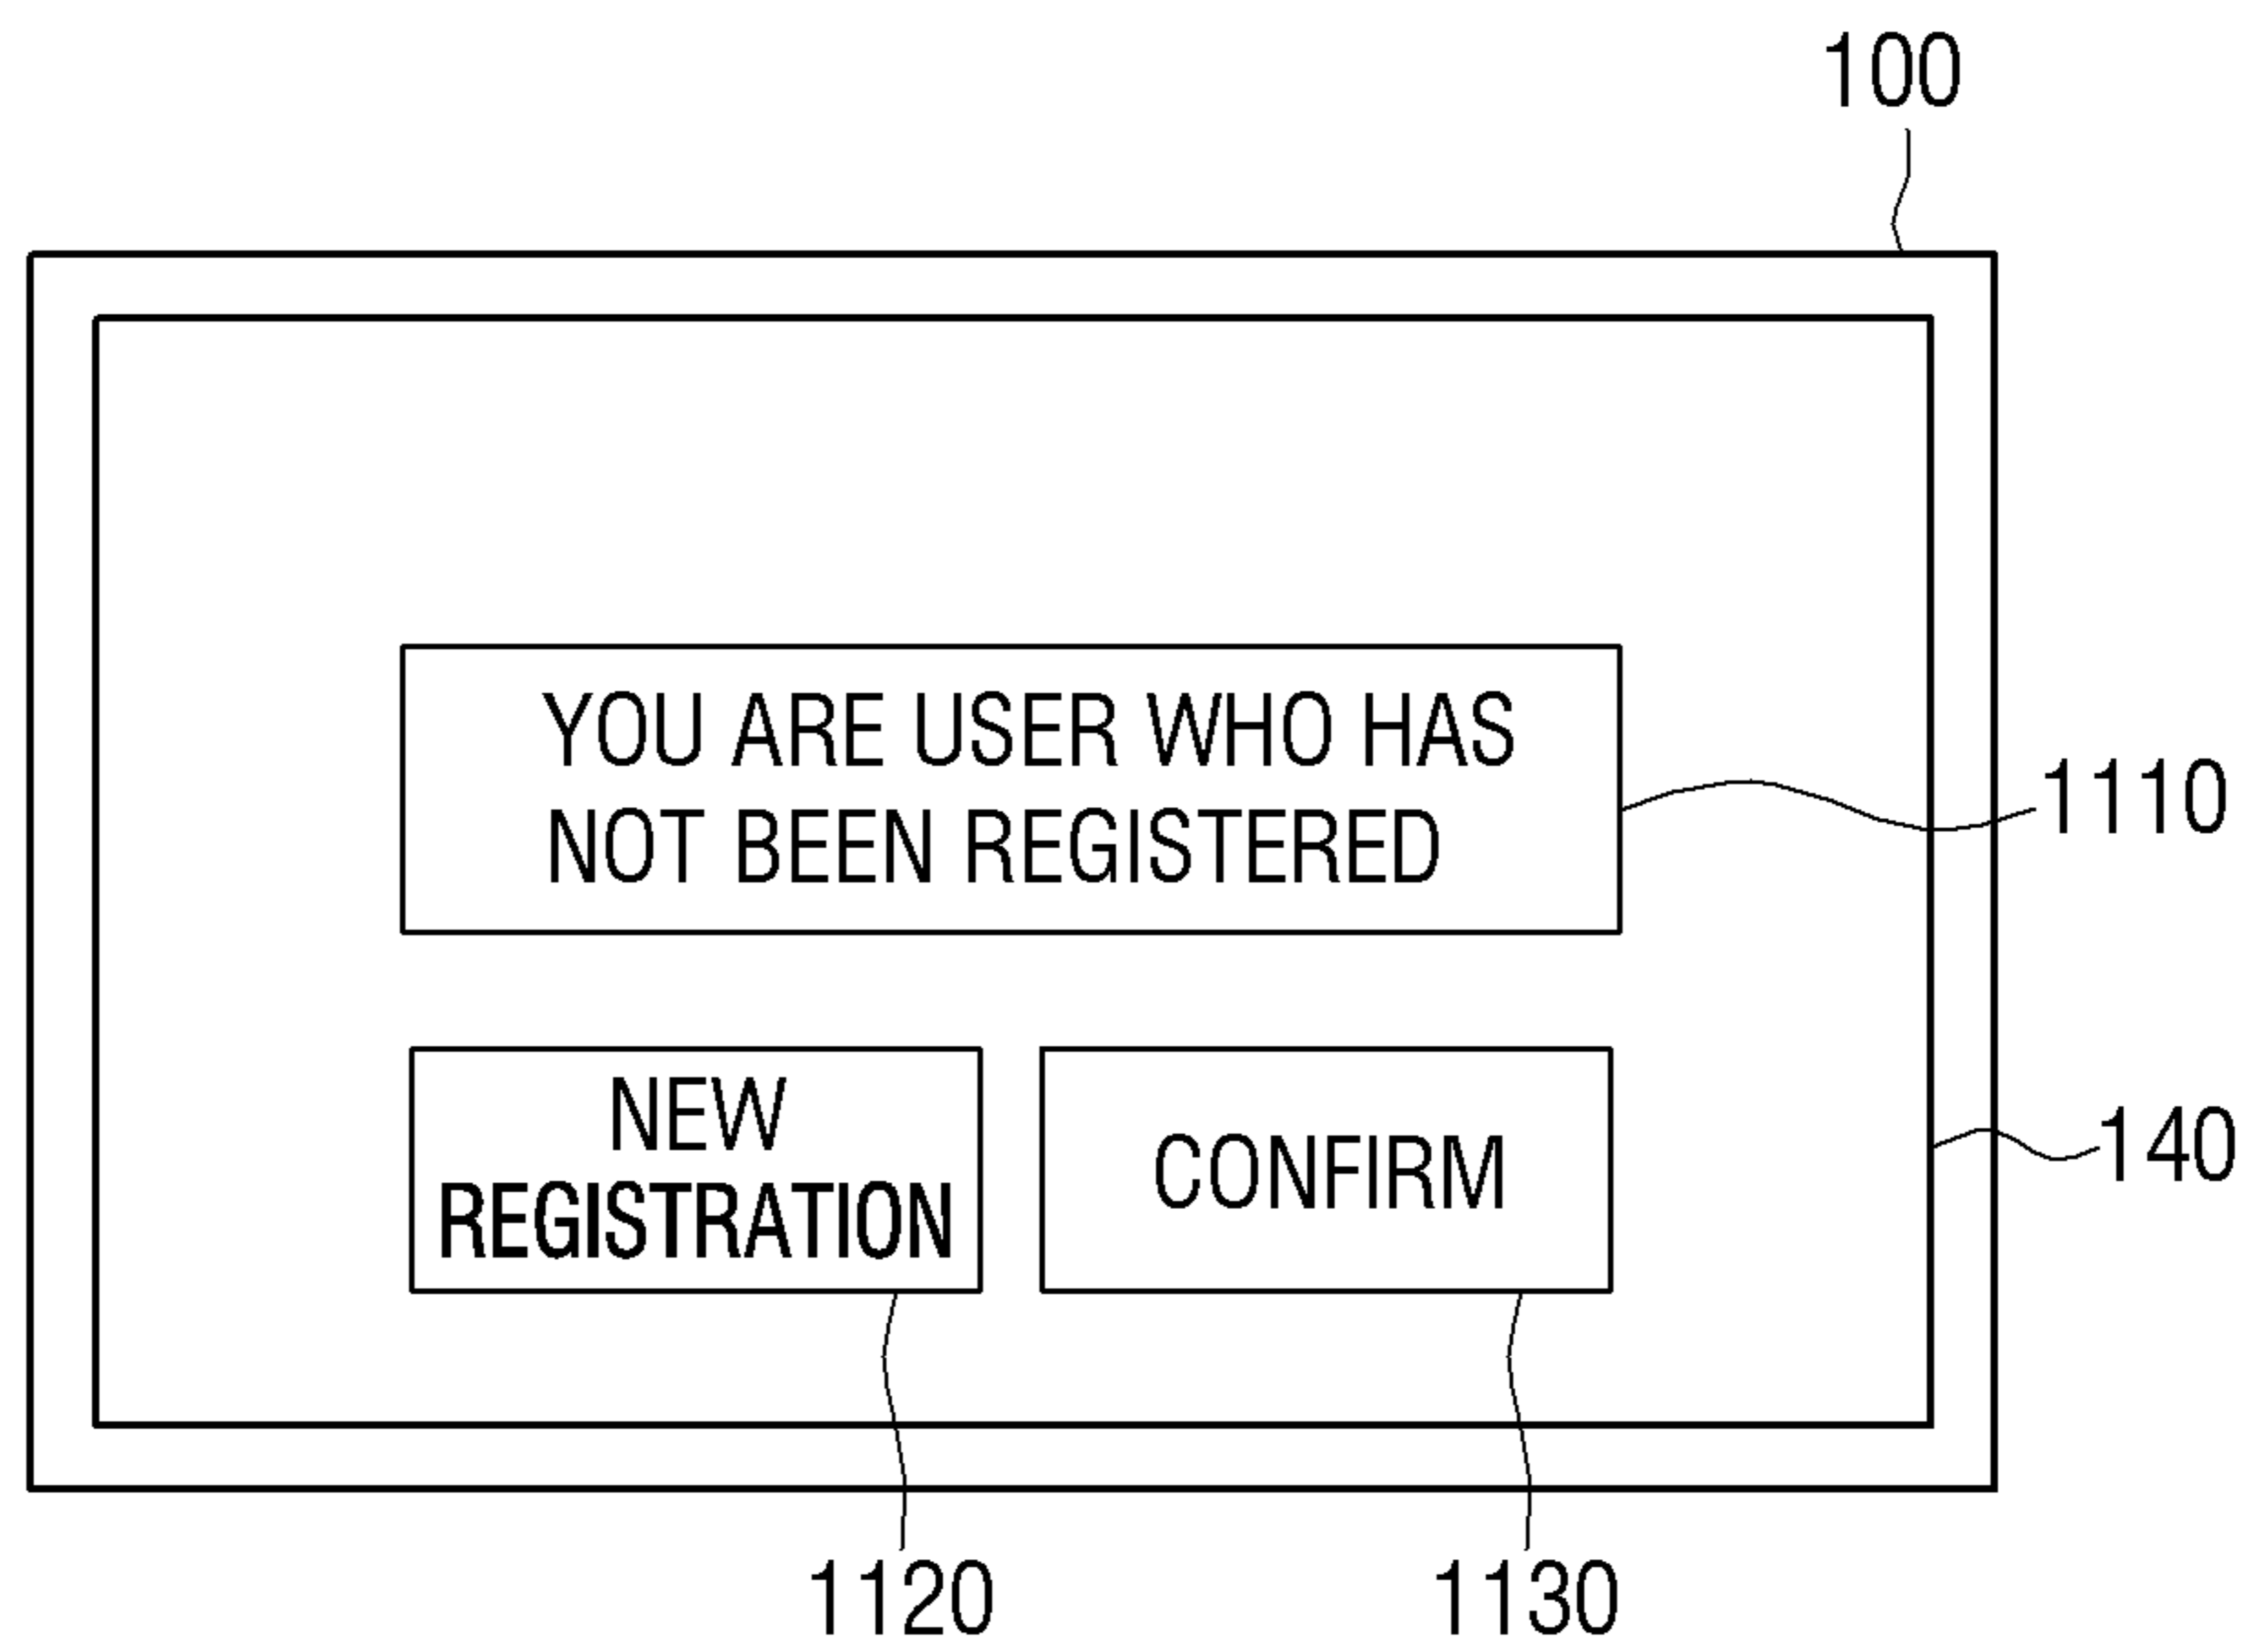 100
YOU ARE USER WHO HAS
NOT BEEN REGISTERED
1110
NEW
REGISTRATION
CONFIRM
140
1120
1130